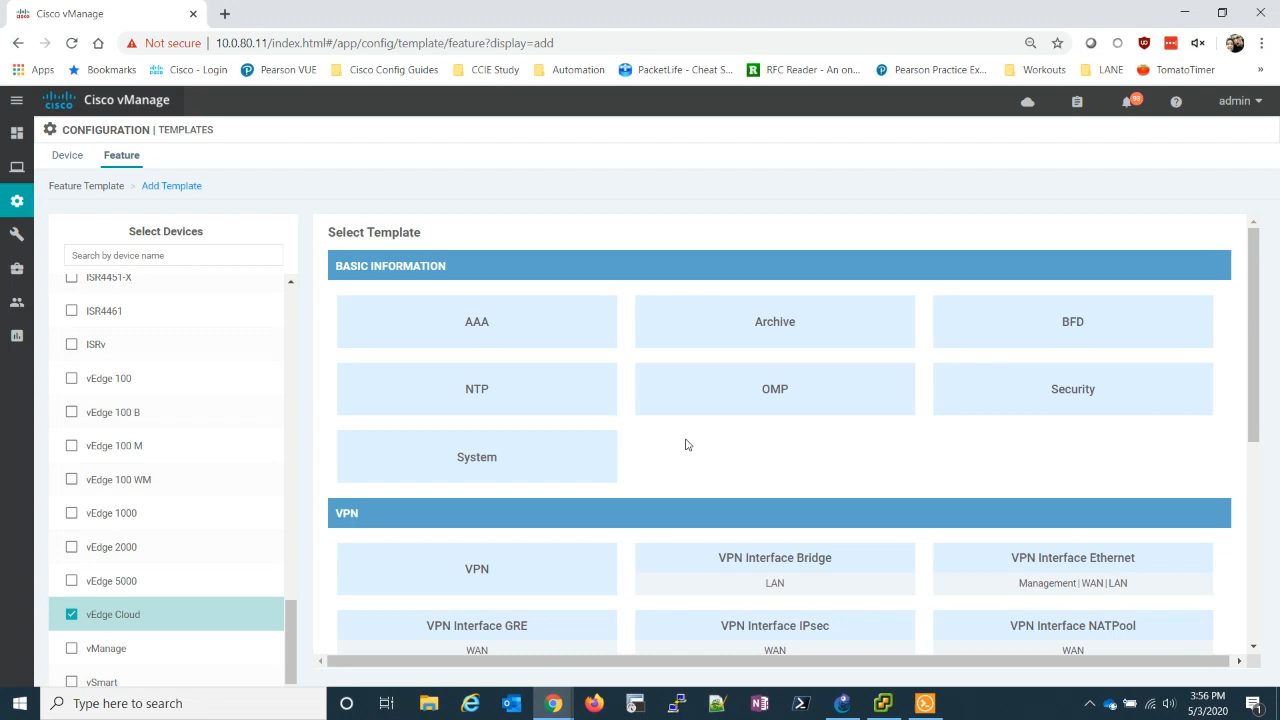 Cisco vManage
Not secure | 10.0.80.11/index.html#/app/config/template/feature?display=add
Apps Bookmarks Cisco - Login Pearson VUE Cisco Config Guides CCIE Study Automation PacketLife - Cheat S... RFC Reader - An on... Pearson Practice Ex... Workouts LANE TomatoTimer »
cisco Cisco vManage 99 admin
CONFIGURATION | TEMPLATES
Device Feature
Feature Template > Add Template
Select Devices
Search by device name
ISR4451-X
ISR4461
ISRv
vEdge 100
vEdge 100 B
vEdge 100 M
vEdge 100 WM
vEdge 1000
vEdge 2000
vEdge 5000
vEdge Cloud
vManage
vSmart
Select Template
BASIC INFORMATION
AAA Archive BFD
NTP OMP Security
System
VPN
VPN VPN Interface Bridge VPN Interface Ethernet
LAN Management | WAN | LAN
VPN Interface GRE VPN Interface IPsec VPN Interface NATPool
WAN WAN WAN
Type here to search
3:56 PM
5/3/2020